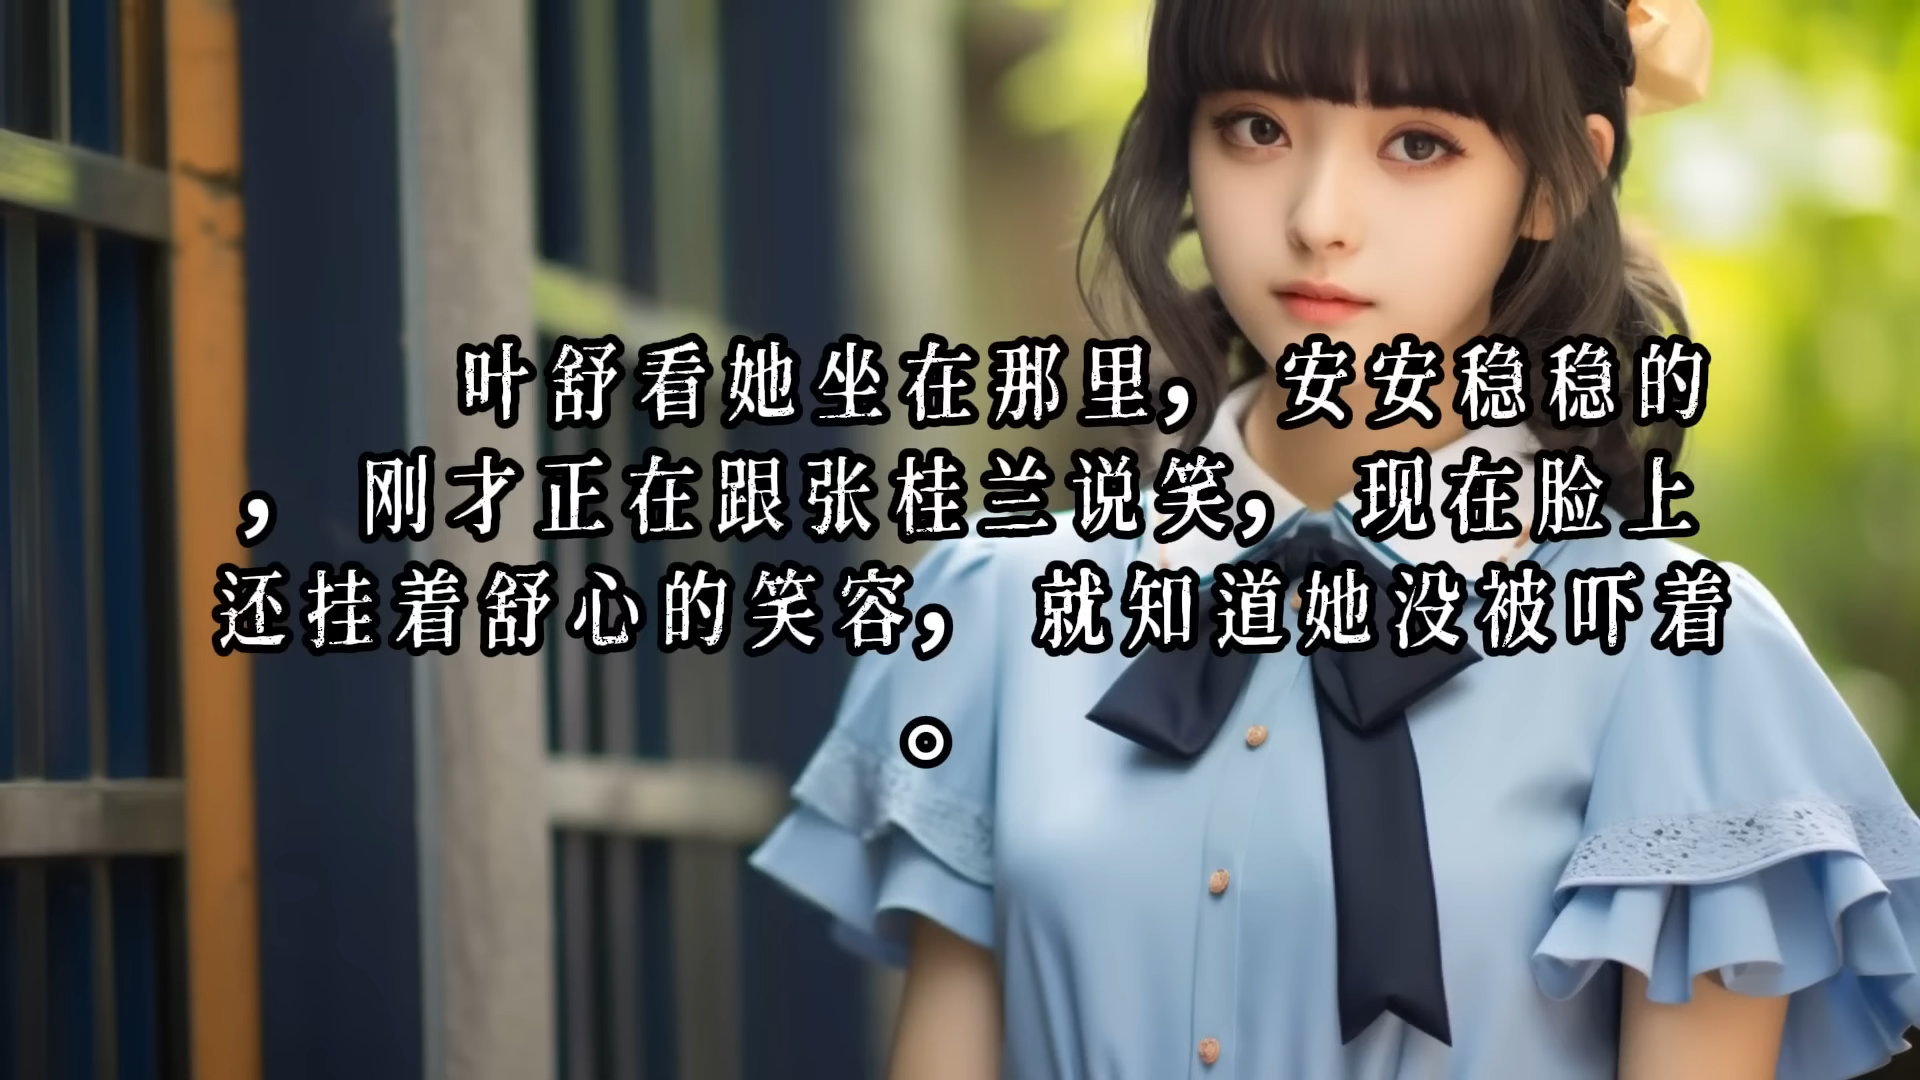 叶舒看她坐在那里，安安稳稳的
，刚才正在跟张桂兰说笑，现在脸上
还挂着舒心的笑容，就知道她没被吓着
。